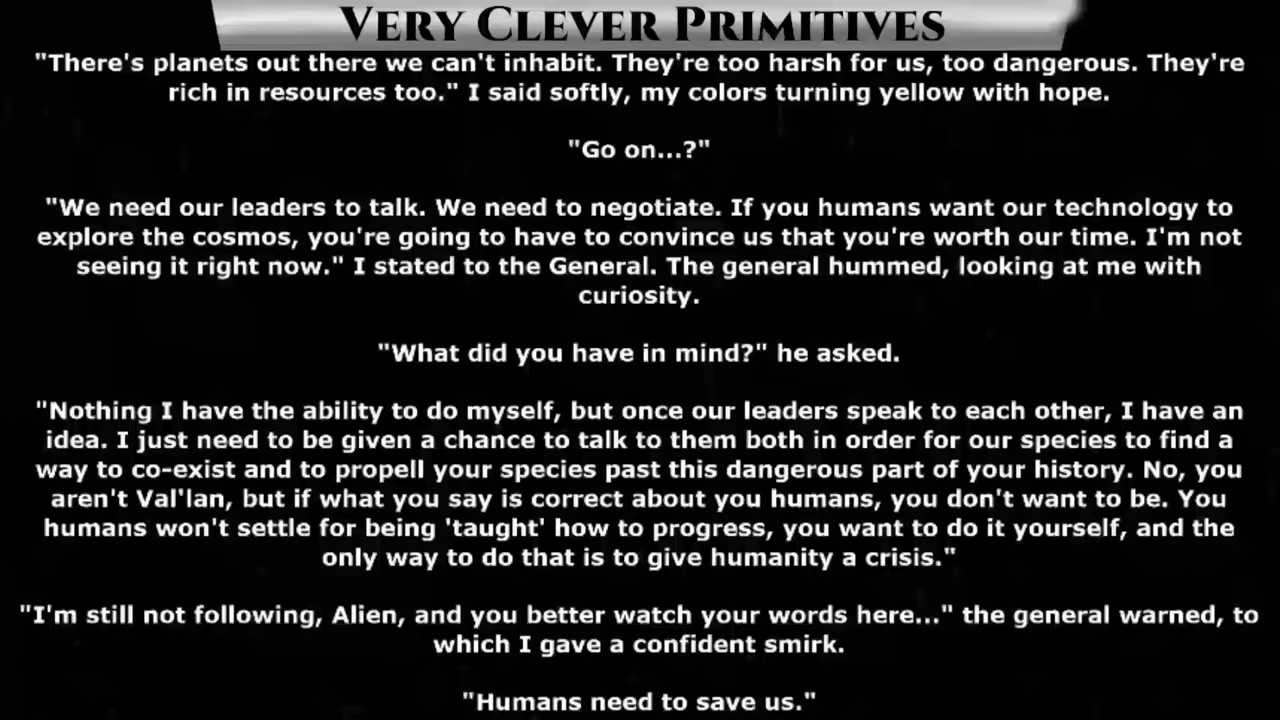 VERY CLEVER PRIMITIVES
"There's planets out there we can't inhabit. They're too harsh for us, too dangerous. They're
rich in resources too." I said softly, my colors turning yellow with hope.
"Go on...?"
"We need our leaders to talk. We need to negotiate. If you humans want our technology to
explore the cosmos, you're going to have to convince us that you're worth our time. I'm not
seeing it right now." I stated to the General. The general hummed, looking at me with
curiosity.
"What did you have in mind?" he asked.
"Nothing I have the ability to do myself, but once our leaders speak to each other, I have an
idea. I just need to be given a chance to talk to them both in order for our species to find a
way to co-exist and to propell your species past this dangerous part of your history. No, you
aren't Val'lan, but if what you say is correct about you humans, you don't want to be. You
humans won't settle for being 'taught' how to progress, you want to do it yourself, and the
only way to do that is to give humanity a crisis."
"I'm still not following, Alien, and you better watch your words here..." the general warned, to
which I gave a confident smirk.
"Humans need to save us."